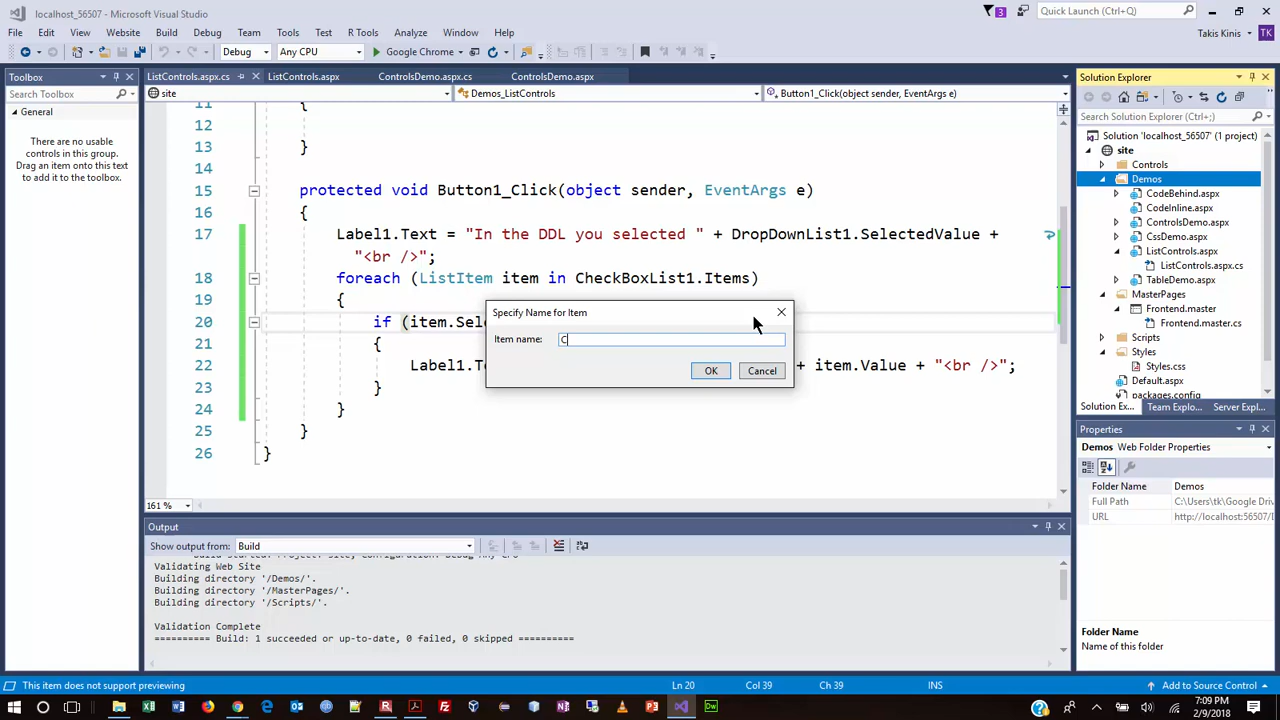 localhost_56507 - Microsoft Visual Studio
3
Quick Launch (Ctrl+Q)
File Edit View Website Build Debug Team Tools Test R Tools Analyze Window Help
Takis Kinis TK
Debug Any CPU Google Chrome
Toolbox
ListControls.aspx.cs ListControls.aspx ControlsDemo.aspx.cs ControlsDemo.aspx
Solution Explorer
Search Toolbox
site Demos_ListControls Button1_Click(object sender, EventArgs e)
General
There are no usable
controls in this group.
Drag an item onto this text
to add it to the toolbox.
11 {
12
13 }
14
15 protected void Button1_Click(object sender, EventArgs e)
16 {
17 Label1.Text = "In the DDL you selected " + DropDownList1.SelectedValue +
"<br />";
18 foreach (ListItem item in CheckBoxList1.Items)
19 {
20 if (item.Sel
21 {
22 Label1.T + item.Value + "<br />";
23 }
24 }
25 }
26 }
Specify Name for Item
Item name: C
OK Cancel
161 %
Search Solution Explorer (Ctrl+;)
Solution 'localhost_56507' (1 project)
site
Controls
Demos
CodeBehind.aspx
CodeInline.aspx
ControlsDemo.aspx
CssDemo.aspx
ListControls.aspx
ListControls.aspx.cs
TableDemo.aspx
MasterPages
Frontend.master
Frontend.master.cs
Scripts
Styles
Styles.css
Default.aspx
packages.config
Solution Ex... Team Explo... Server Expl...
Properties
Demos Web Folder Properties
Folder Name Demos
Full Path C:\Users\tk\Google Driv
URL http://localhost:56507/
Folder Name
Name of this folder
Output
Show output from: Build
Validating Web Site
Building directory '/Demos/'.
Building directory '/MasterPages/'.
Building directory '/Scripts/'.
Validation Complete
========== Build: 1 succeeded or up-to-date, 0 failed, 0 skipped ==========
This item does not support previewing Ln 20 Col 39 Ch 39 INS Add to Source Control
7:09 PM
2/9/2018